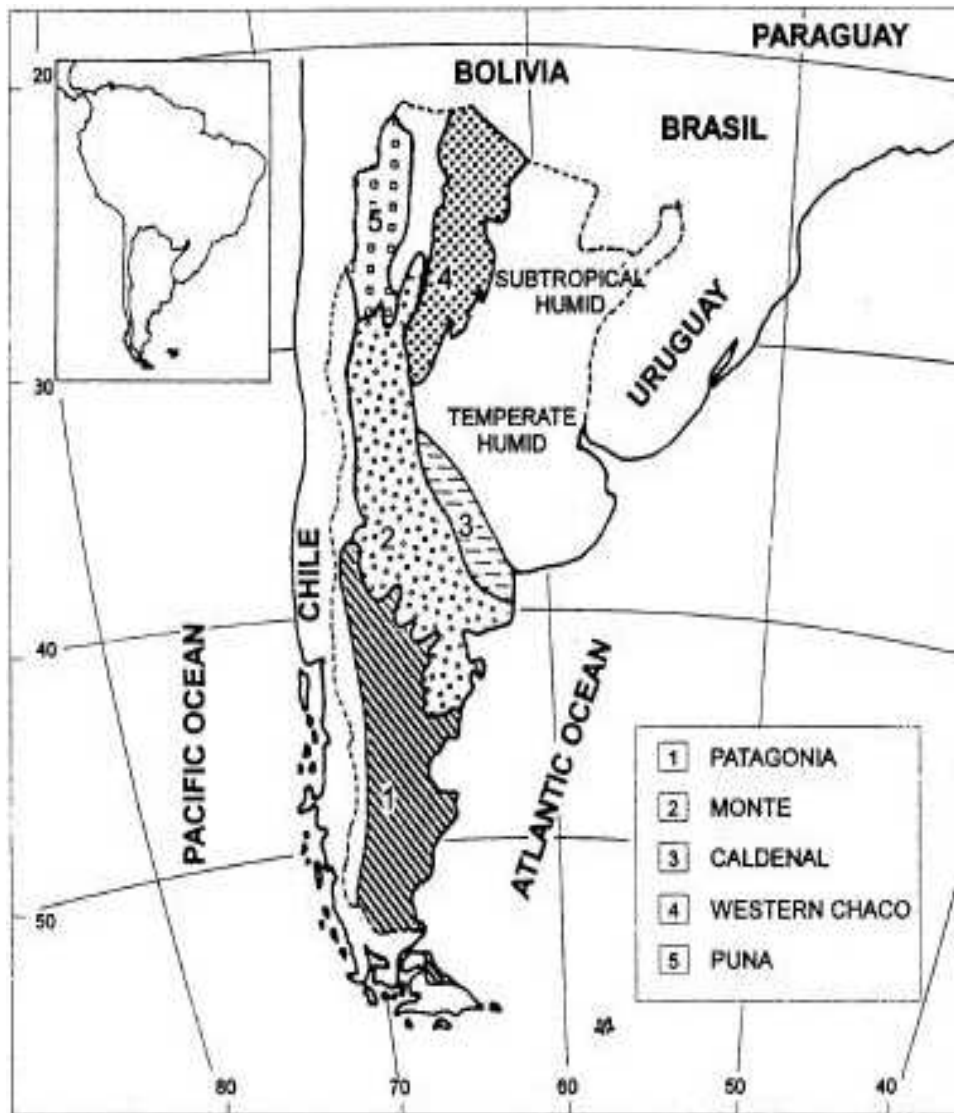 PARAGUAY
BOLIVIA
20
BRASIL
5
4
SUBTROPICAL
HUMID
URUGUAY
30
TEMPERATE
HUMID
3
2
CHILE
40
PACIFIC OCEAN
ATLANTIC OCEAN
1
1 PATAGONIA
2 MONTE
3 CALDENAL
4 WESTERN CHACO
5 PUNA
50
80
70
60
50
40